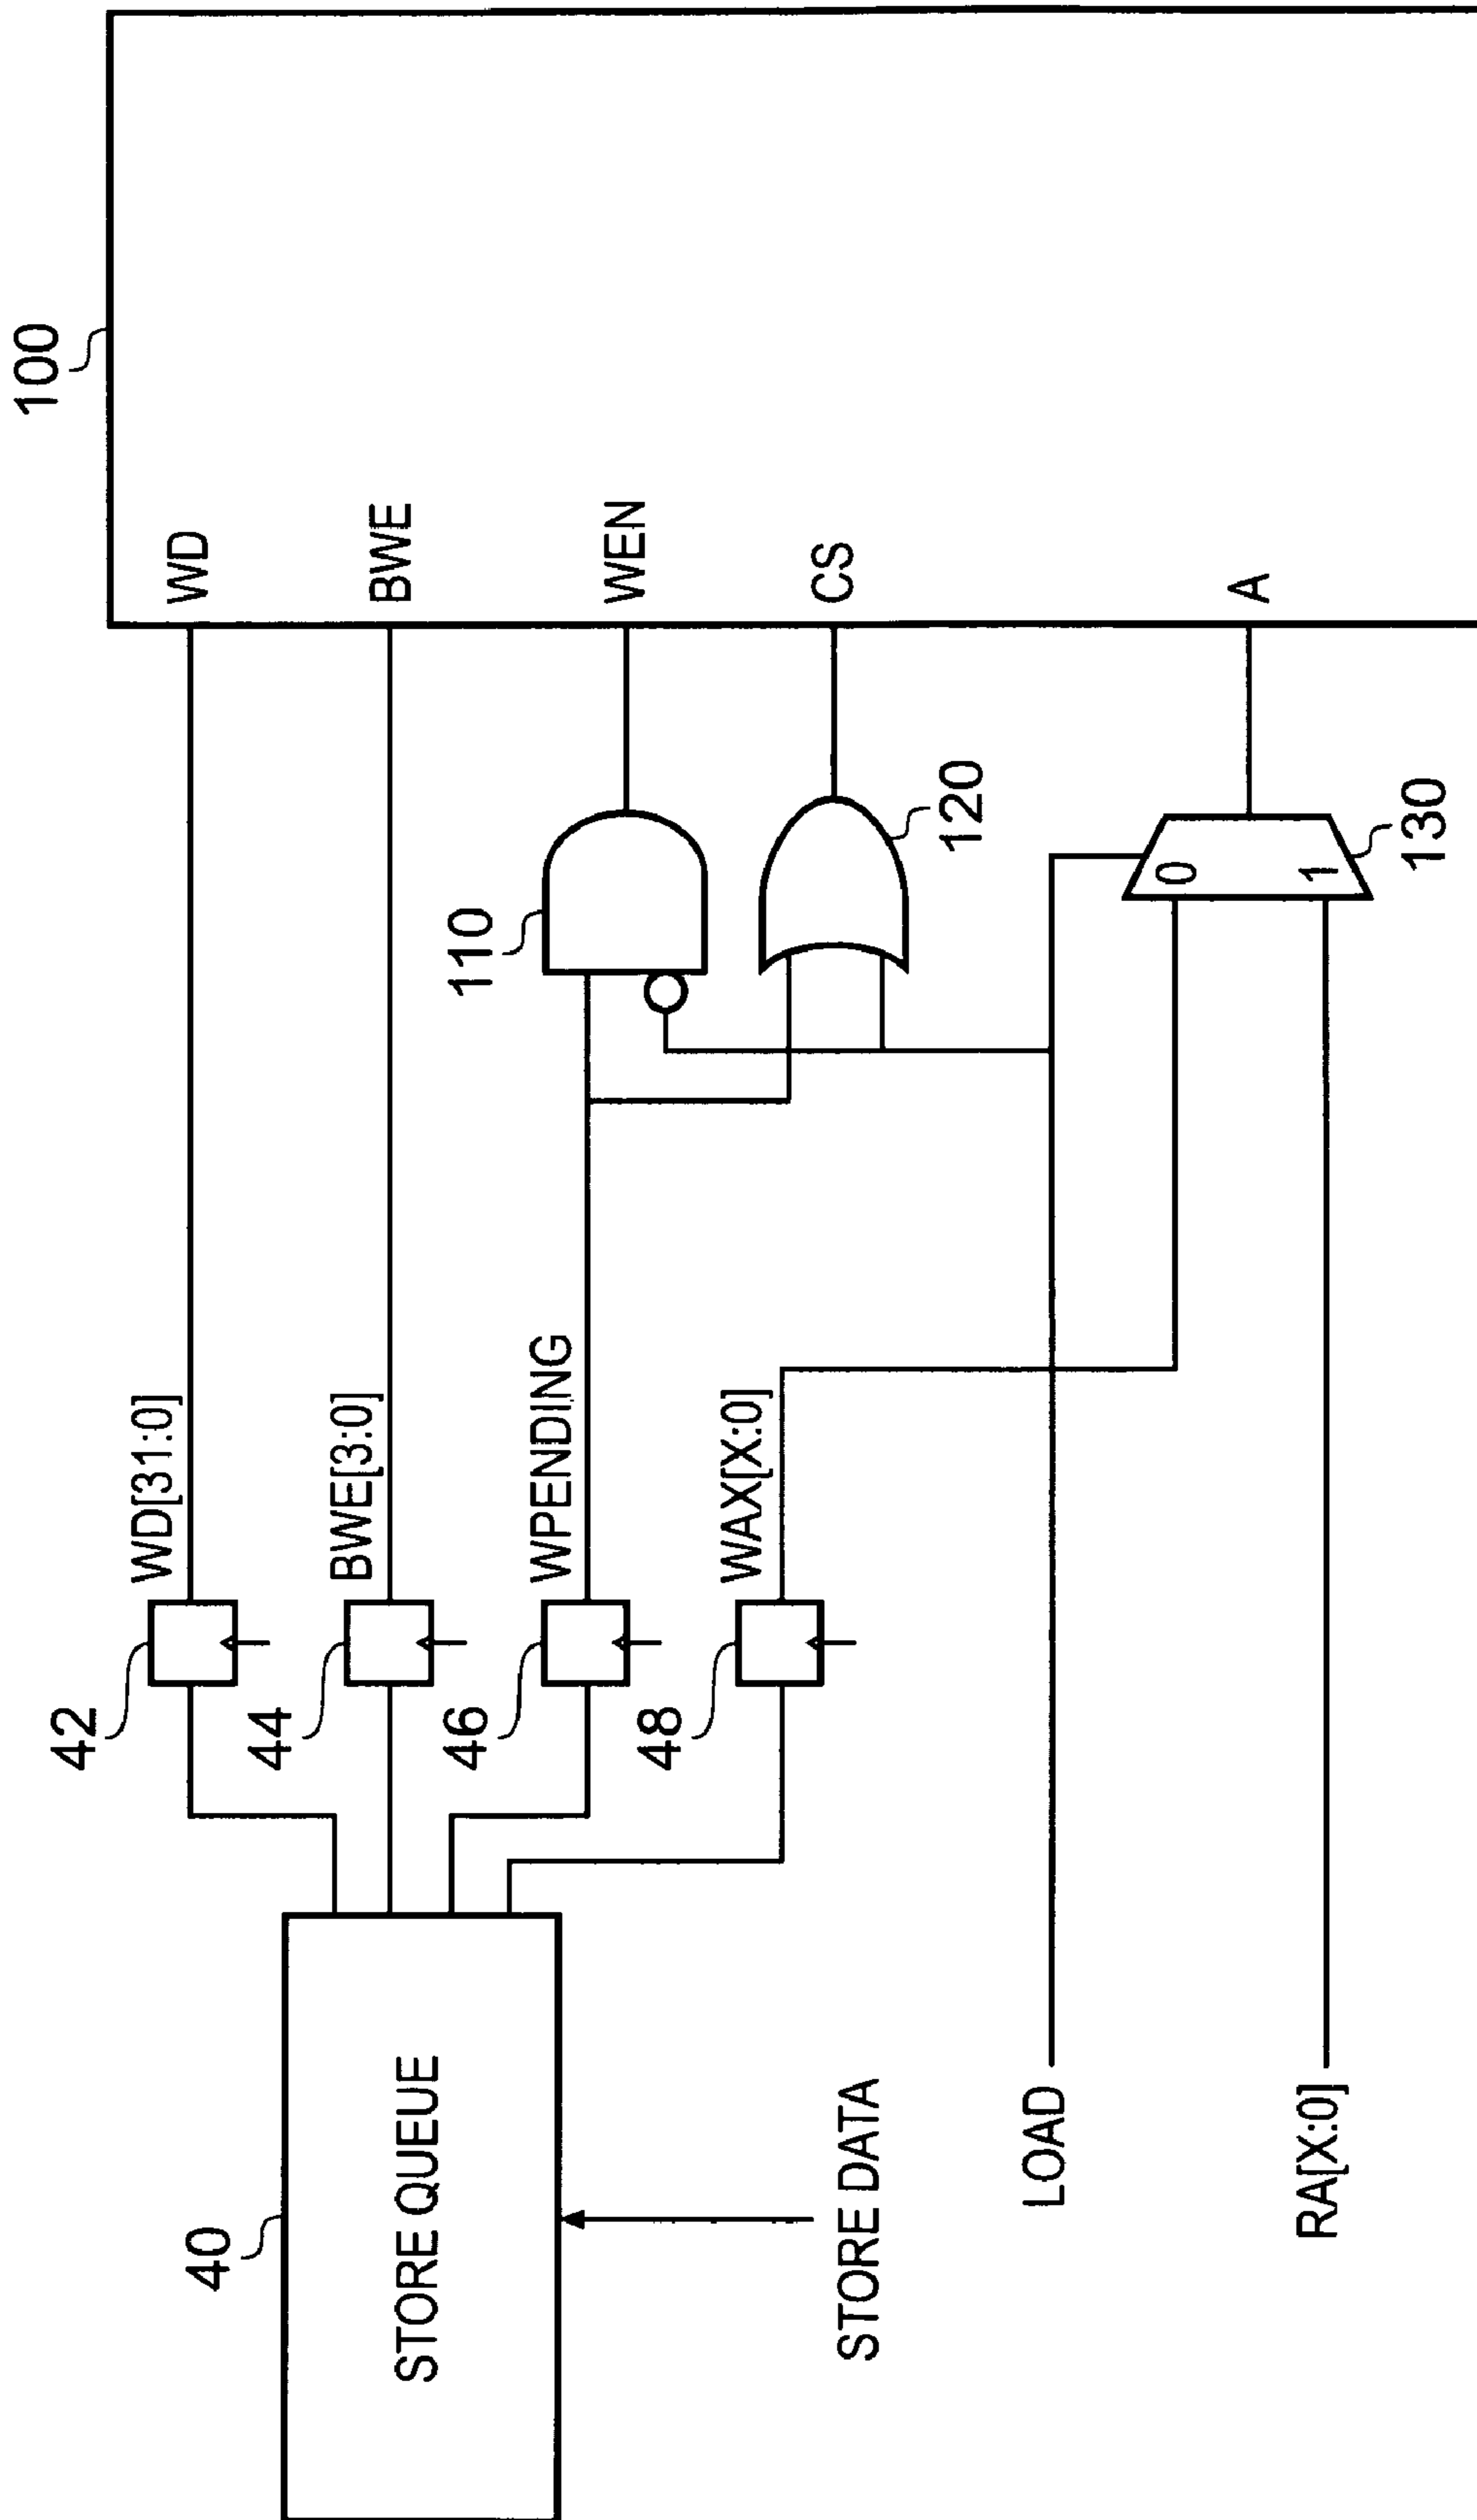 100
WD
BWE
WEN
CS
A
110
120
130
0
1
WD[31:0]
BWE[3:0]
WPENDING
WAX[X:0]
42
44
46
48
40
STORE QUEUE
STORE DATA
LOAD
RA[X:0]